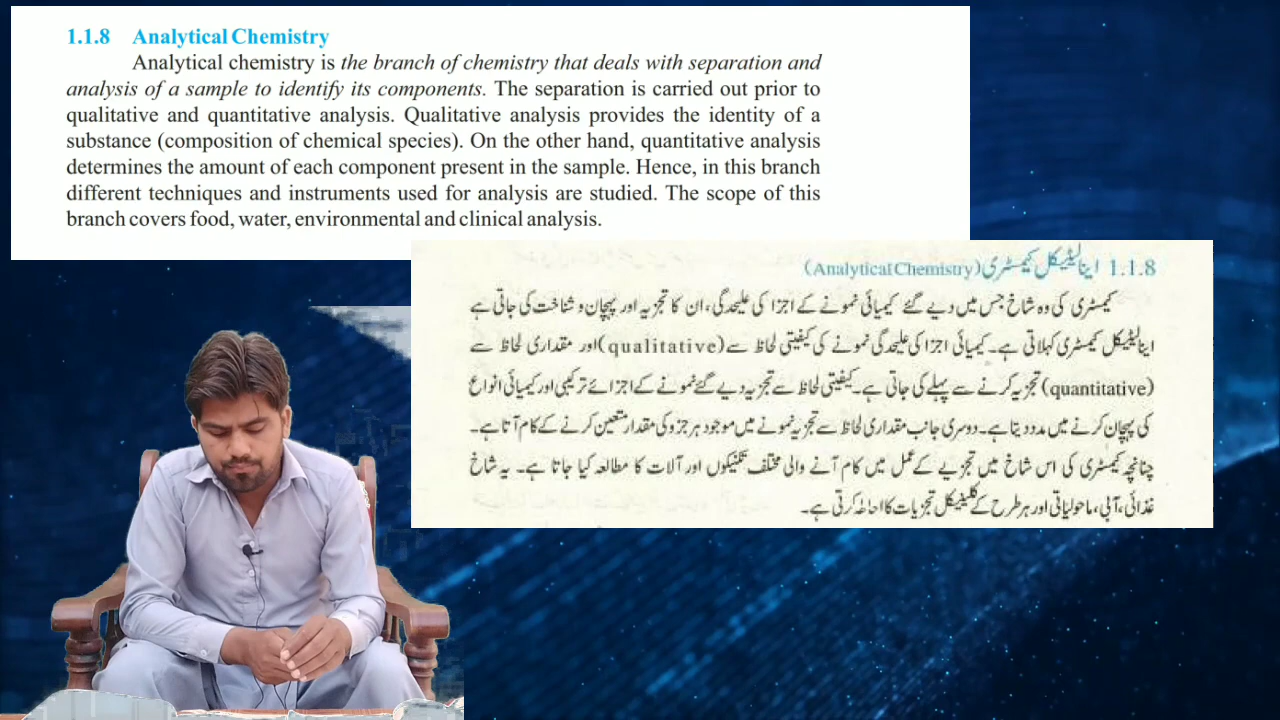 1.1.8 Analytical Chemistry
Analytical chemistry is the branch of chemistry that deals with separation and
analysis of a sample to identify its components. The separation is carried out prior to
qualitative and quantitative analysis. Qualitative analysis provides the identity of a
substance (composition of chemical species). On the other hand, quantitative analysis
determines the amount of each component present in the sample. Hence, in this branch
different techniques and instruments used for analysis are studied. The scope of this
branch covers food, water, environmental and clinical analysis.
1.1.8 اینالیٹیکل کیمسٹری (Analytical Chemistry)
کیمسٹری کی وہ شاخ جس میں دیے گئے کیمیائی نمونے کے اجزا کی علیحدگی، ان کا تجزیہ اور پہچان و شناخت کی جاتی ہے
اینالیٹیکل کیمسٹری کہلاتی ہے۔ کیمیائی اجزا کی علیحدگی نمونے کی کیفیتی لحاظ سے (qualitative) اور مقداری لحاظ سے
(quantitative) تجزیہ کرنے سے پہلے کی جاتی ہے۔ کیفیتی لحاظ سے تجزیہ دیے گئے نمونے کے اجزائے ترکیبی اور کیمیائی انواع
کی پہچان کرنے میں مدد دیتا ہے۔ دوسری جانب مقداری لحاظ سے تجزیہ نمونے میں موجود ہر جزو کی مقدار متعین کرنے کے کام آتا ہے۔
چنانچہ کیمسٹری کی اس شاخ میں تجزیے کے عمل میں کام آنے والی مختلف تکنیکوں اور آلات کا مطالعہ کیا جاتا ہے۔ یہ شاخ
غذائی، آبی، ماحولیاتی اور ہر طرح کے کلینیکل تجزیات کا احاطہ کرتی ہے۔